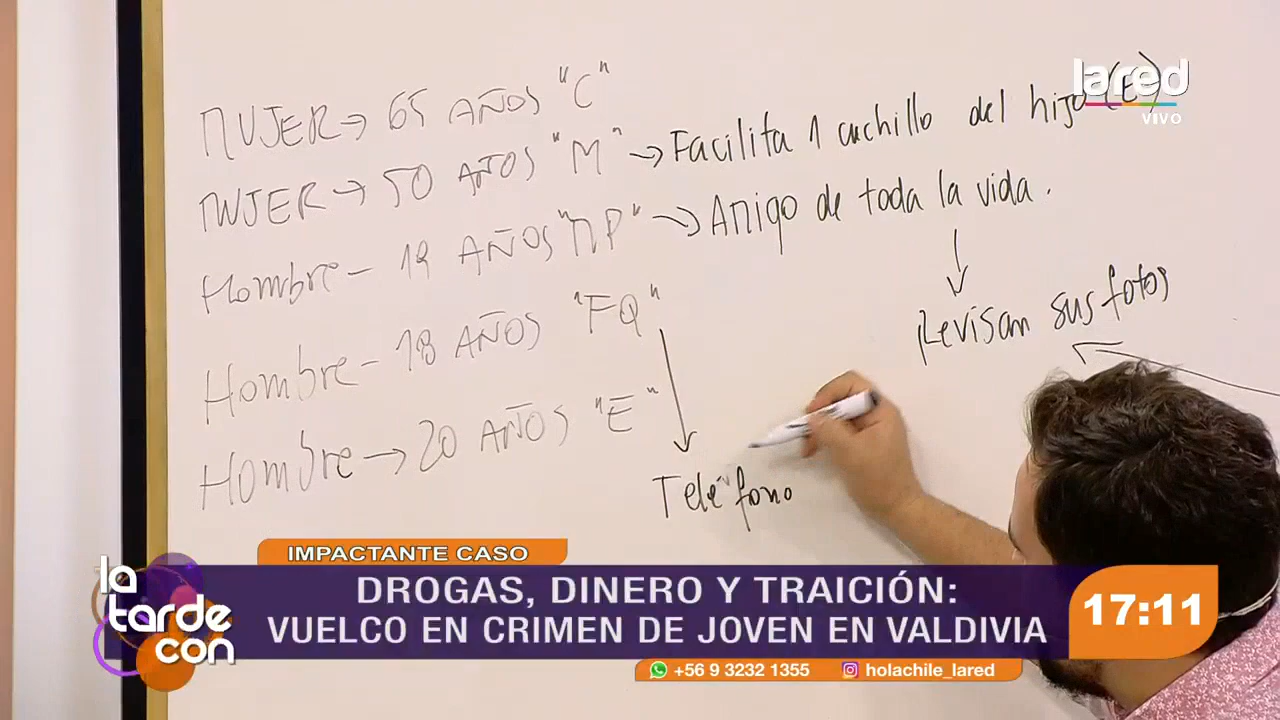 lared
VIVO
MUJER → 65 AÑOS "C"
MUJER → 50 AÑOS "M" → Facilita 1 cuchillo del hijo (E)
Hombre - 19 AÑOS "MP" → Amigo de toda la vida.
↓
Revisan sus fotos
Hombre - 18 AÑOS "FQ"
Hombre → 20 AÑOS "E"
Teléfono
IMPACTANTE CASO
DROGAS, DINERO Y TRAICIÓN:
VUELCO EN CRIMEN DE JOVEN EN VALDIVIA
la
tarde
con
17:11
+56 9 3232 1355 holachile_lared